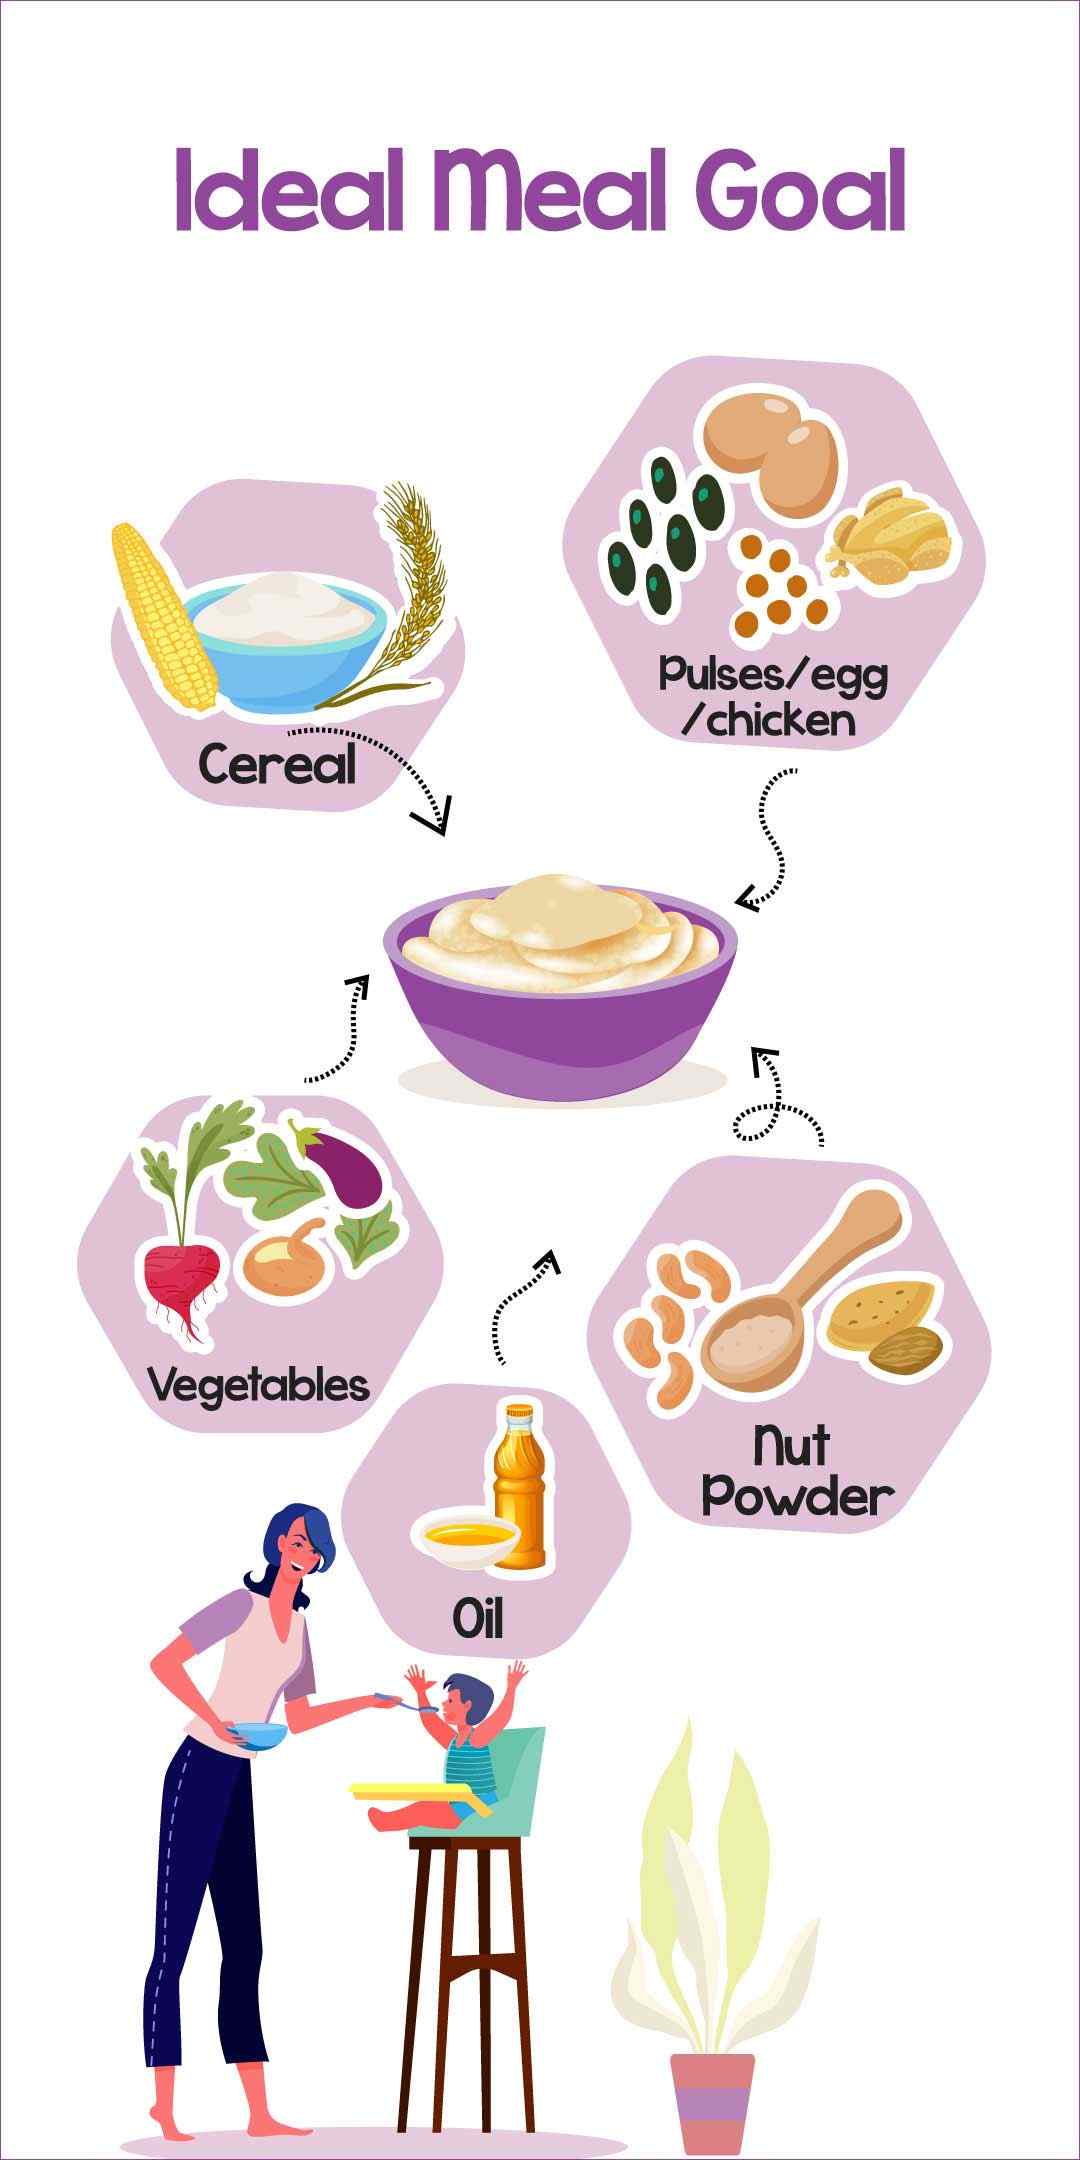 Ideal Meal Goal
Pulses/egg
/chicken
Cereal
Vegetables
Nut
Powder
Oil